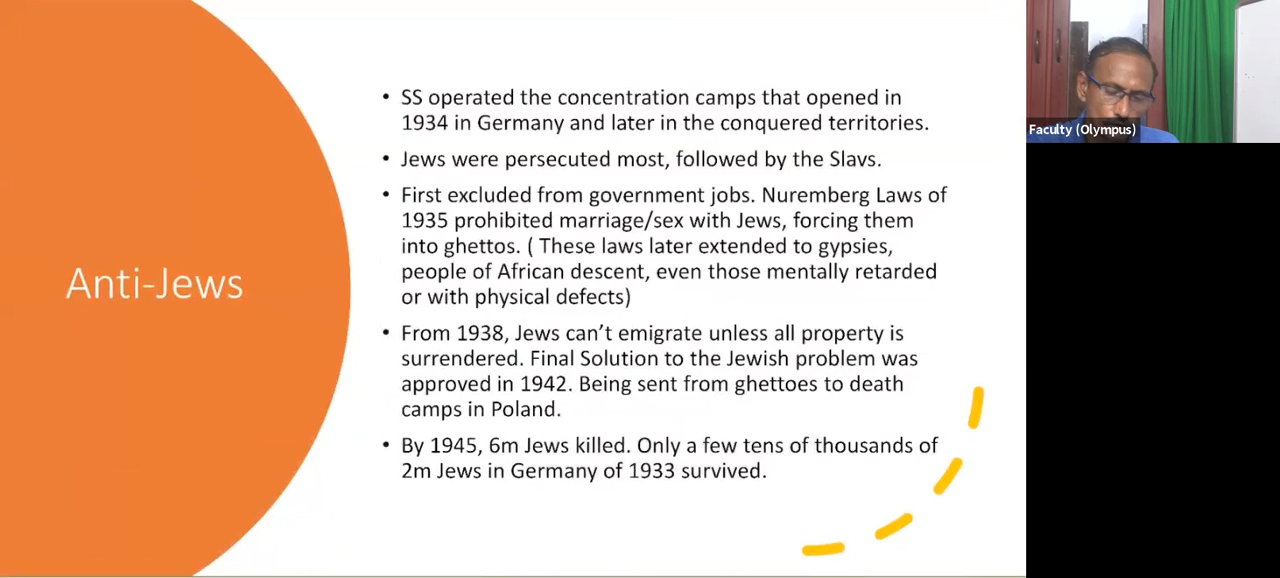 Anti-Jews
• SS operated the concentration camps that opened in
1934 in Germany and later in the conquered territories.
• Jews were persecuted most, followed by the Slavs.
• First excluded from government jobs. Nuremberg Laws of
1935 prohibited marriage/sex with Jews, forcing them
into ghettos. ( These laws later extended to gypsies,
people of African descent, even those mentally retarded
or with physical defects)
• From 1938, Jews can’t emigrate unless all property is
surrendered. Final Solution to the Jewish problem was
approved in 1942. Being sent from ghettoes to death
camps in Poland.
• By 1945, 6m Jews killed. Only a few tens of thousands of
2m Jews in Germany of 1933 survived.
Faculty (Olympus)